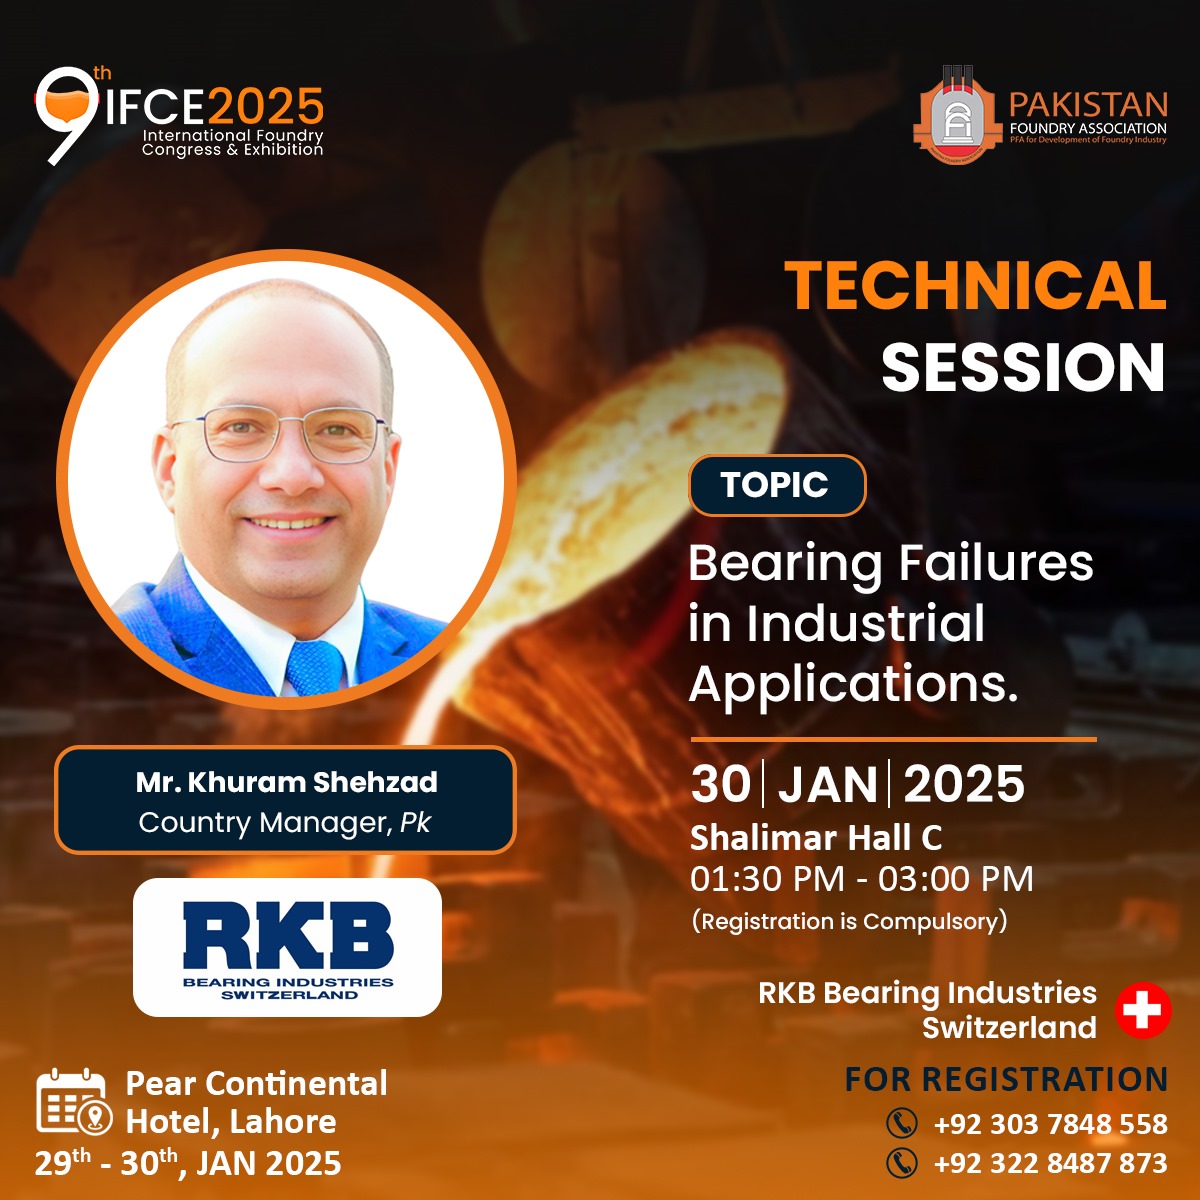 9th IFCE2025
International Foundry
Congress & Exhibition
PAKISTAN
FOUNDRY ASSOCIATION
PFA for Development of Foundry Industry
TECHNICAL
SESSION
TOPIC
Bearing Failures
in Industrial
Applications.
30 | JAN | 2025
Shalimar Hall C
01:30 PM - 03:00 PM
(Registration is Compulsory)
Mr. Khuram Shehzad
Country Manager, Pk
RKB
BEARING INDUSTRIES
SWITZERLAND
RKB Bearing Industries
Switzerland
Pear Continental
Hotel, Lahore
29th - 30th, JAN 2025
FOR REGISTRATION
+92 303 7848 558
+92 322 8487 873